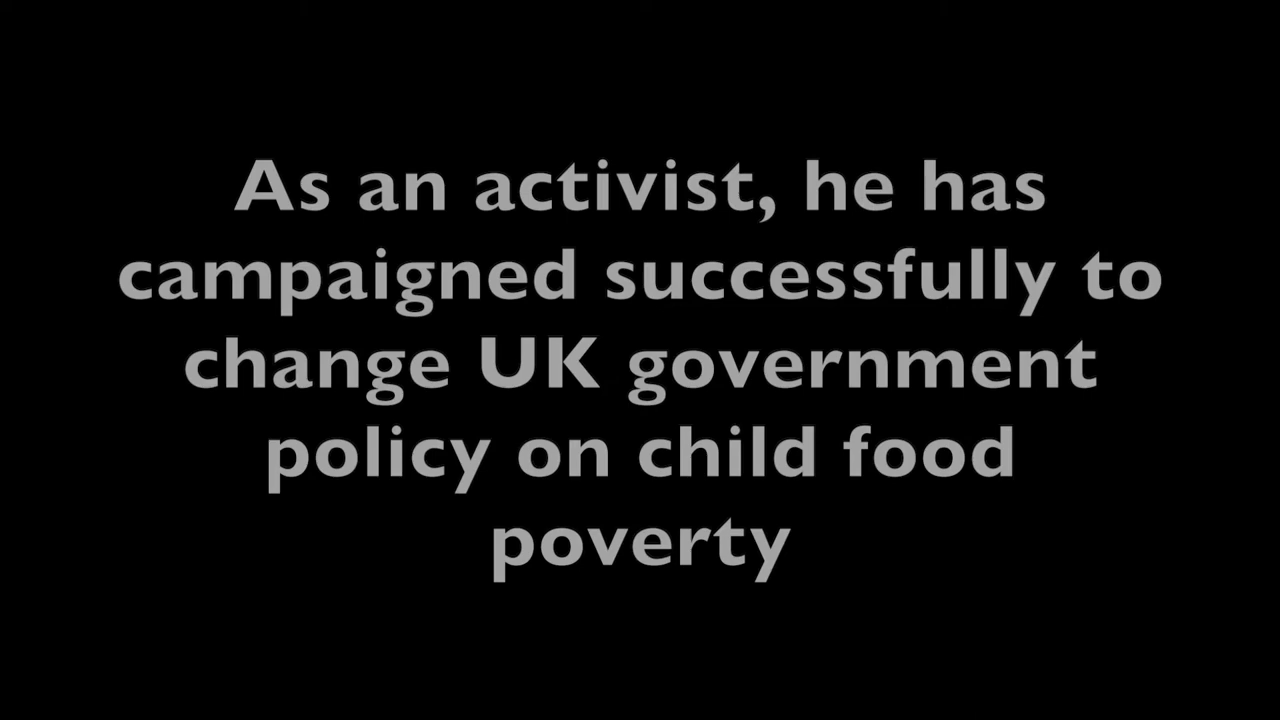 As an activist, he has
campaigned successfully to
change UK government
policy on child food
poverty